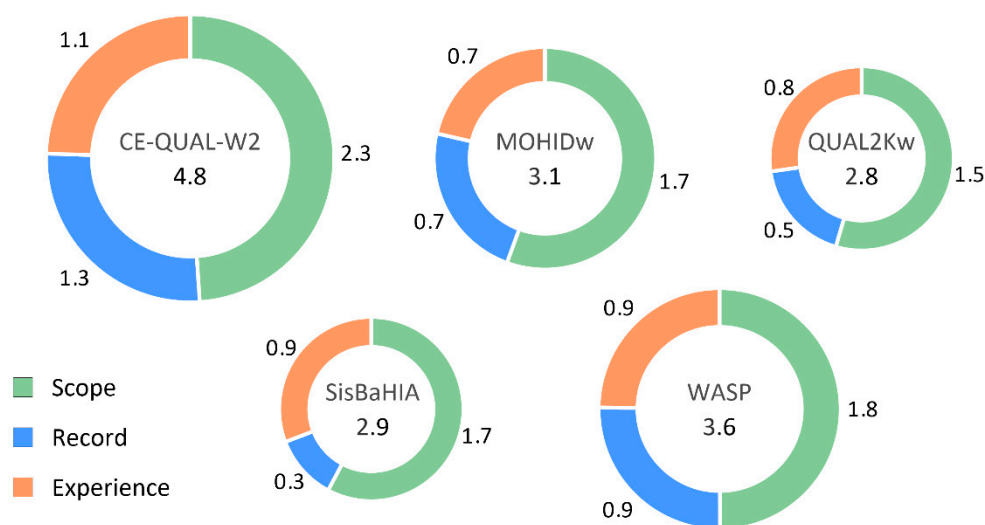 1.1
CE-QUAL-W2
4.8
2.3
1.3
0.7
MOHIDw
3.1
1.7
0.7
0.8
QUAL2Kw
2.8
1.5
0.5
0.9
SisBaHIA
2.9
1.7
0.3
0.9
WASP
3.6
1.8
0.9
Scope
Record
Experience